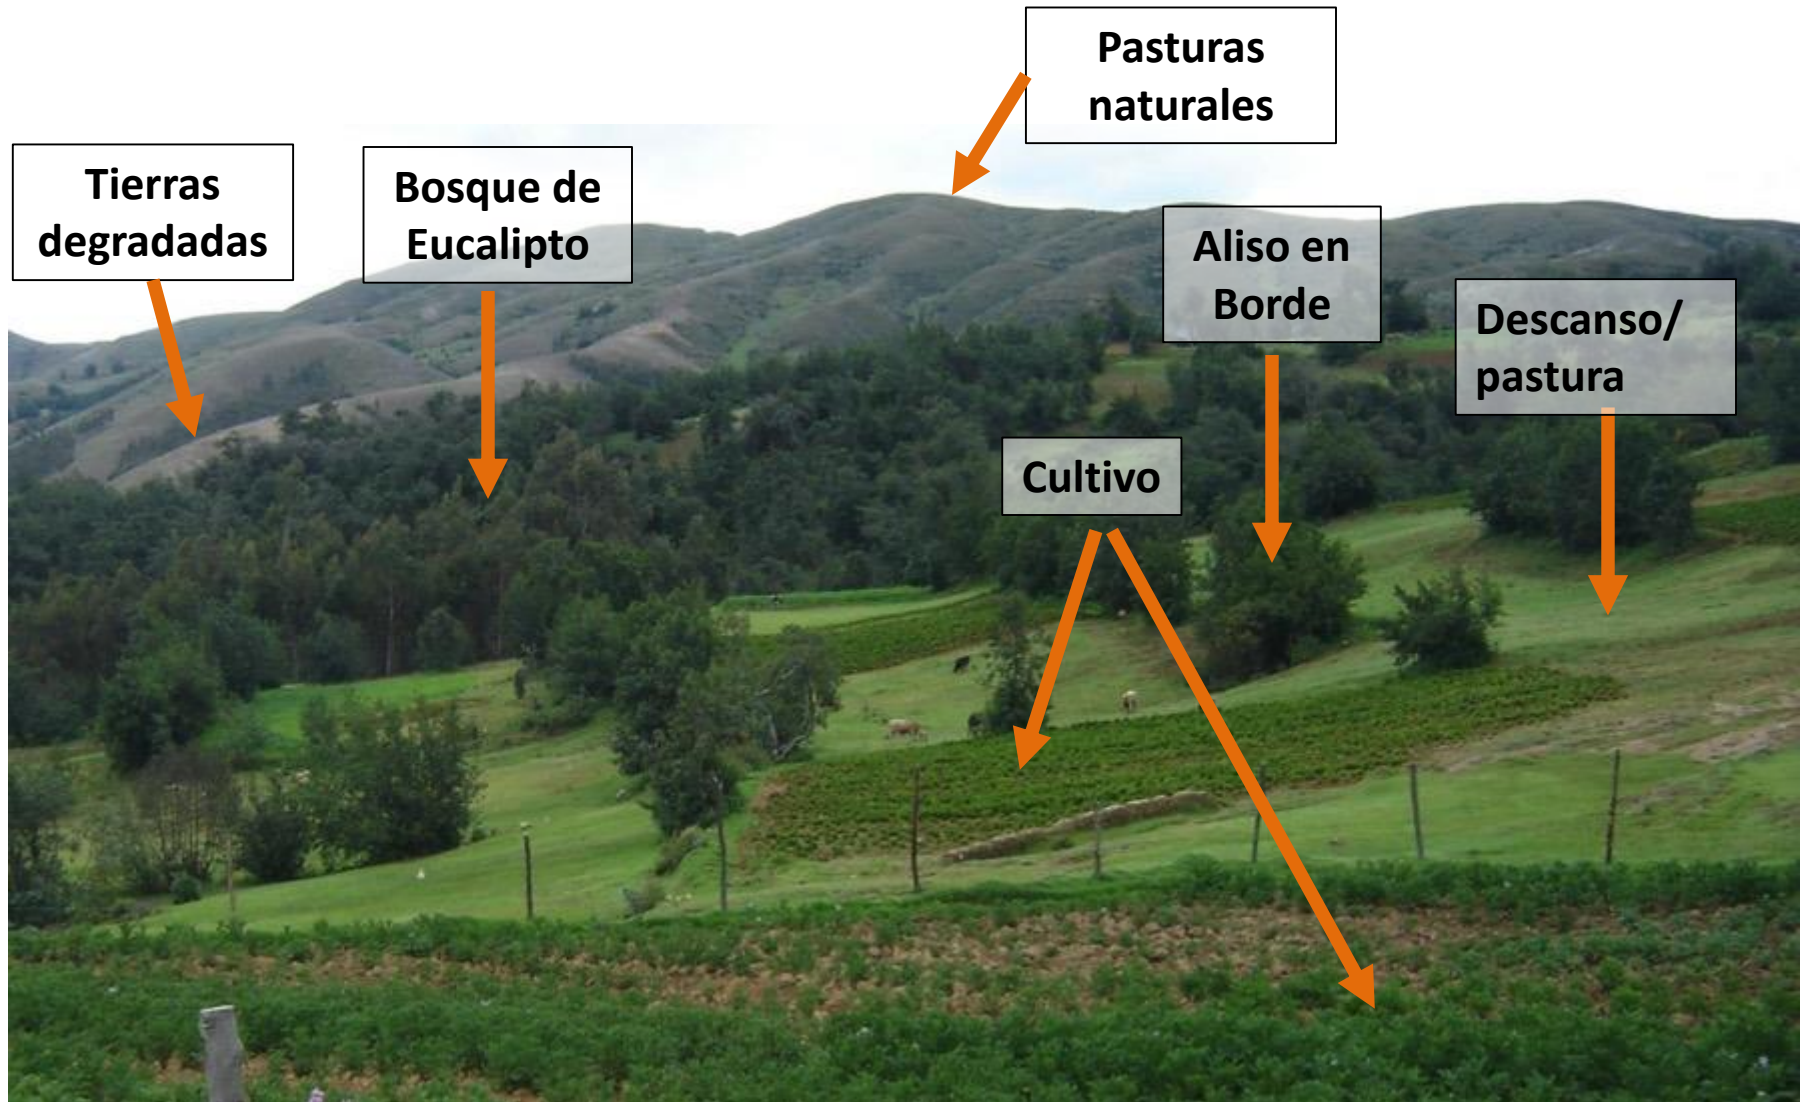 Pasturas
naturales
Tierras
degradadas
Bosque de
Eucalipto
Aliso en
Borde
Descanso/
pastura
Cultivo